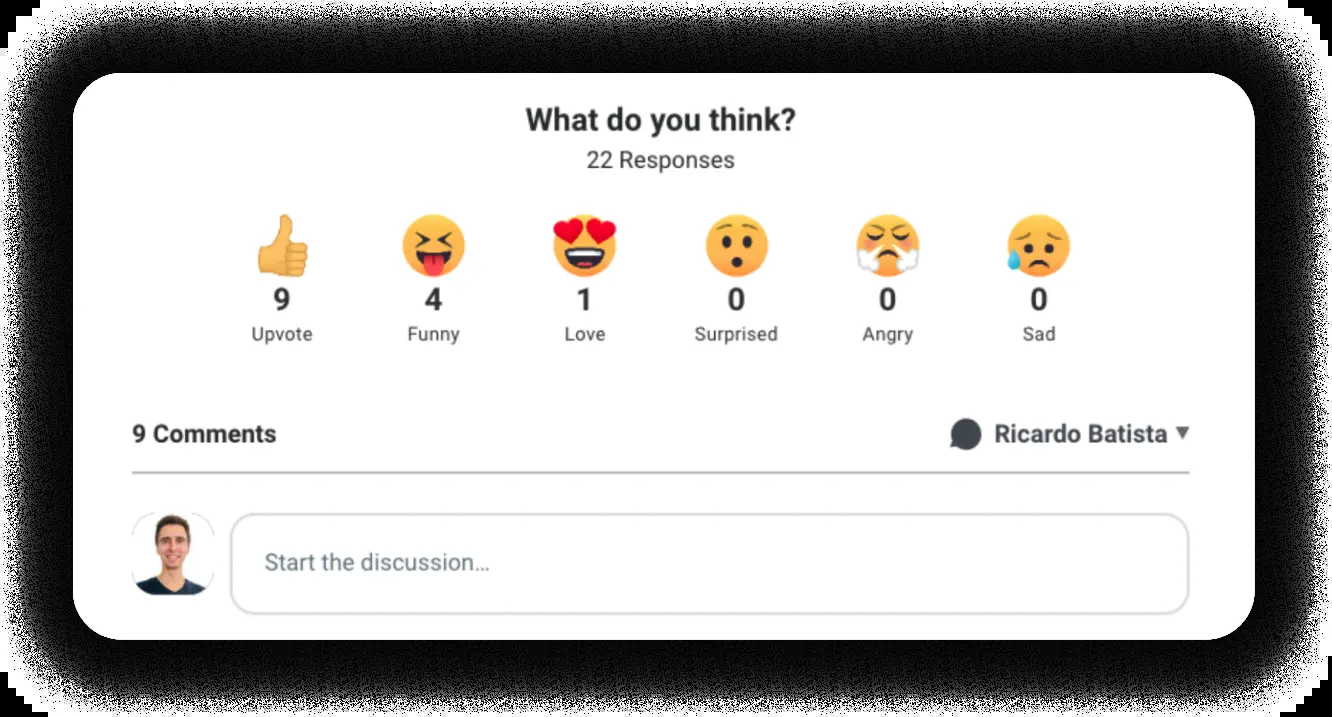 What do you think?
22 Responses
9 4 1 0 0 0
Upvote Funny Love Surprised Angry Sad
9 Comments Ricardo Batista ▼
Start the discussion...